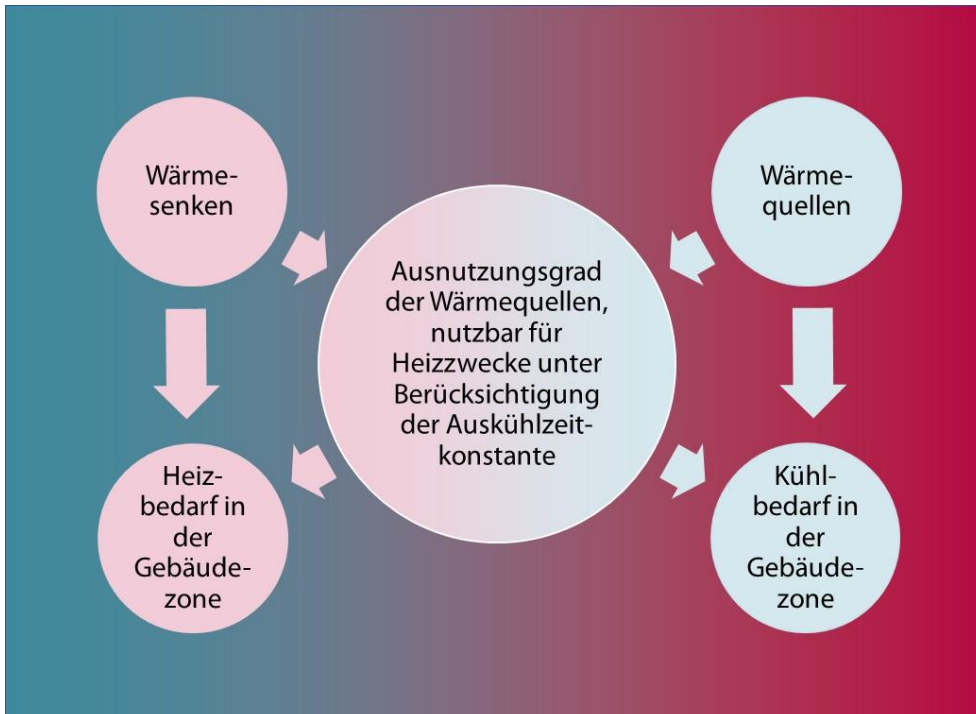 Wärme-
senken
Wärme-
quellen
Ausnutzungsgrad
der Wärmequellen,
nutzbar für
Heizzwecke unter
Berücksichtigung
der Auskühlzeit-
konstante
Heiz-
bedarf in
der
Gebäude-
zone
Kühl-
bedarf in
der
Gebäude-
zone